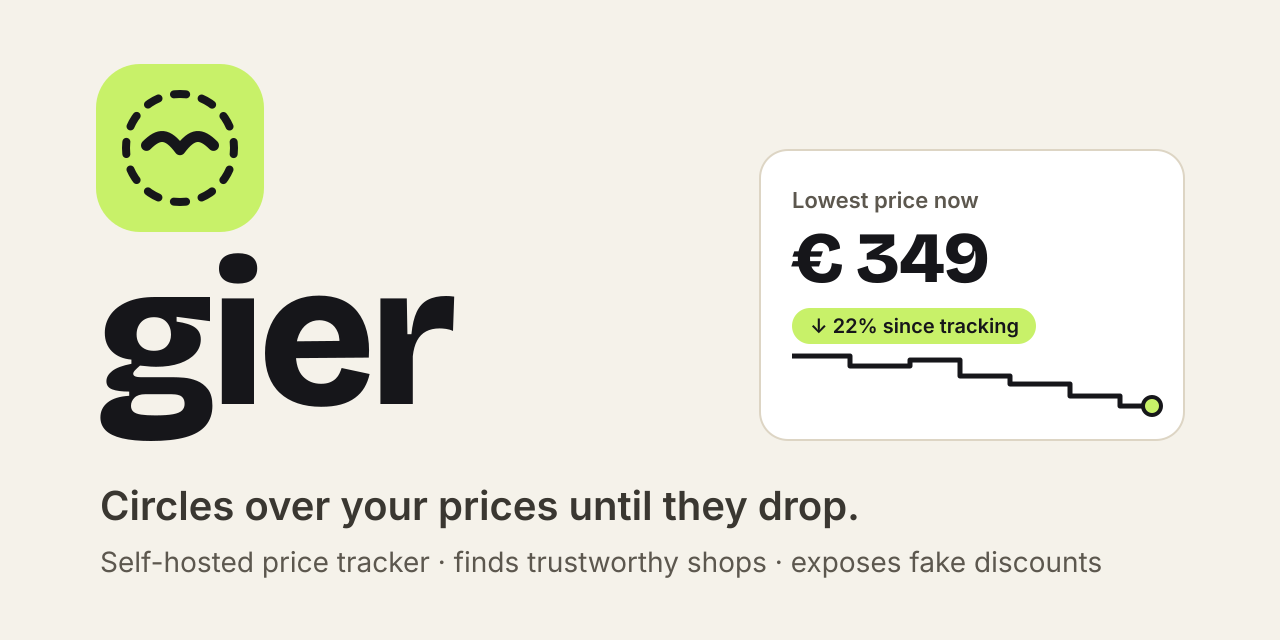 gier
Lowest price now
€ 349
↓ 22% since tracking
Circles over your prices until they drop.
Self-hosted price tracker · finds trustworthy shops · exposes fake discounts